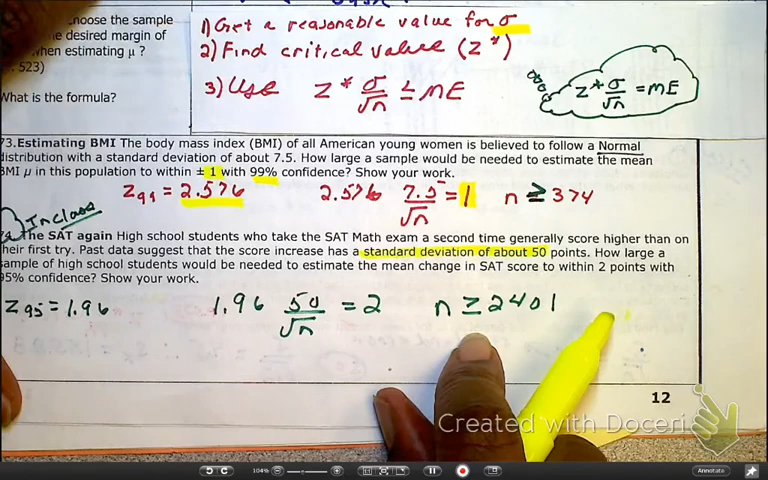 hoose the sample
e desired margin of
when estimating μ ?
. 523)
What is the formula?
1) Get a reasonable value for σ
2) Find critical value (z*)
3) Use z* σ/√n ≤ ME
z* σ/√n = ME
73. Estimating BMI The body mass index (BMI) of all American young women is believed to follow a Normal
distribution with a standard deviation of about 7.5. How large a sample would be needed to estimate the mean
BMI μ in this population to within ± 1 with 99% confidence? Show your work.
z99 = 2.576 2.576 7.5/√n = 1 n ≥ 374
In class
74. The SAT again High school students who take the SAT Math exam a second time generally score higher than on
their first try. Past data suggest that the score increase has a standard deviation of about 50 points. How large a
sample of high school students would be needed to estimate the mean change in SAT score to within 2 points with
95% confidence? Show your work.
z95 = 1.96 1.96 50/√n = 2 n ≥ 2401
12
Created with Doceri
104%
Annotate